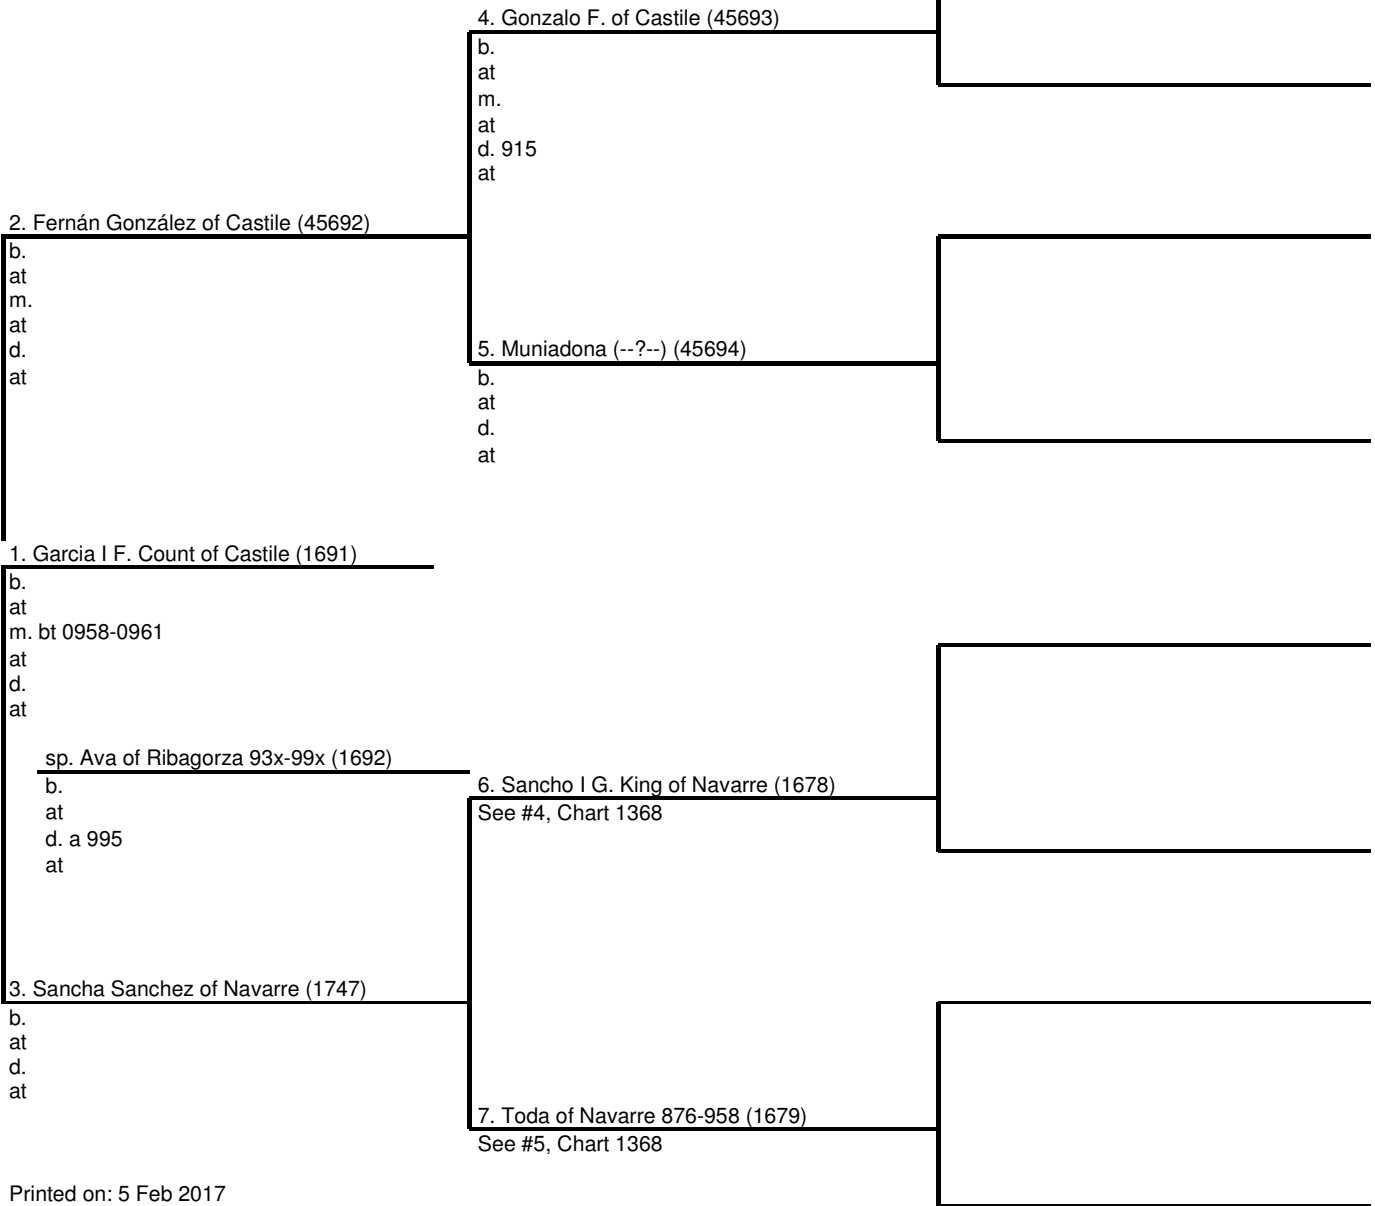 4. Gonzalo F. of Castile (45693)
b.
at
m.
at
d. 915
at
2. Fernán González of Castile (45692)
b.
at
m.
at
d.
at
5. Muniadona (--?--) (45694)
b.
at
d.
at
1. Garcia I F. Count of Castile (1691)
b.
at
m. bt 0958-0961
at
d.
at
sp. Ava of Ribagorza 93x-99x (1692)
b.
at
d. a 995
at
6. Sancho I G. King of Navarre (1678)
See #4, Chart 1368
3. Sancha Sanchez of Navarre (1747)
b.
at
d.
at
7. Toda of Navarre 876-958 (1679)
See #5, Chart 1368
Printed on: 5 Feb 2017